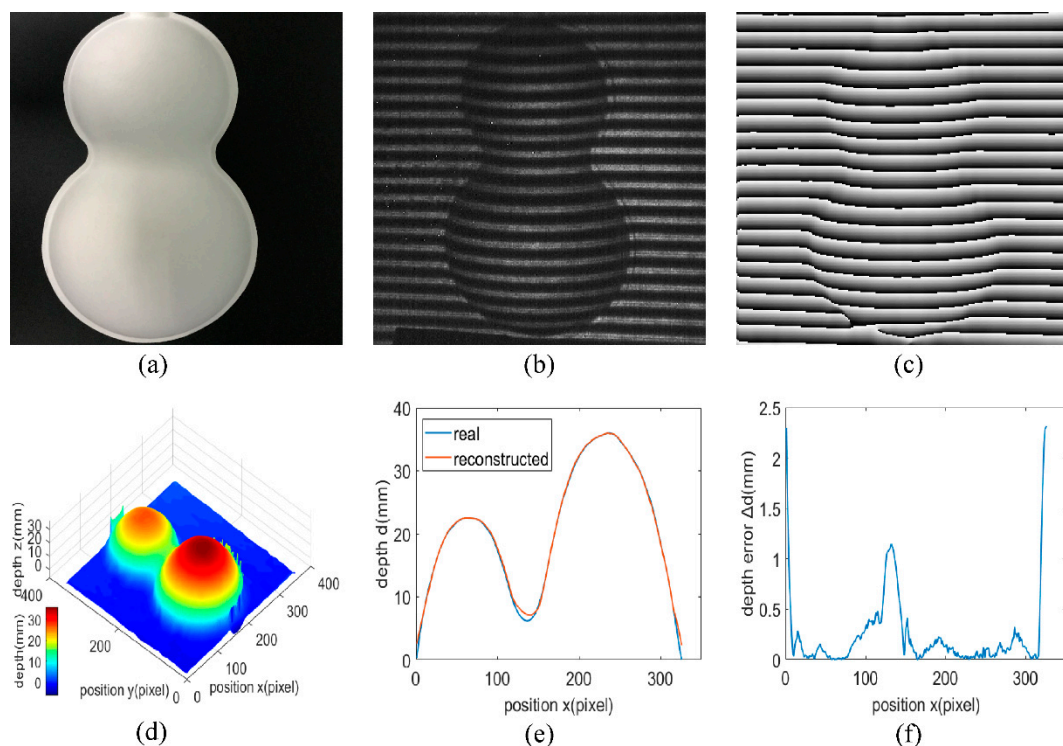 (a)
(b)
(c)
depth z(mm)
30
20
10
0
400
200
0
position y(pixel)
0
100
200
300
400
position x(pixel)
depth(mm)
30
20
10
0
(d)
40
30
20
10
0
depth d(mm)
real
reconstructed
0
100
200
300
position x(pixel)
(e)
2.5
2
1.5
1
0.5
0
depth error Δd(mm)
0
100
200
300
position x(pixel)
(f)